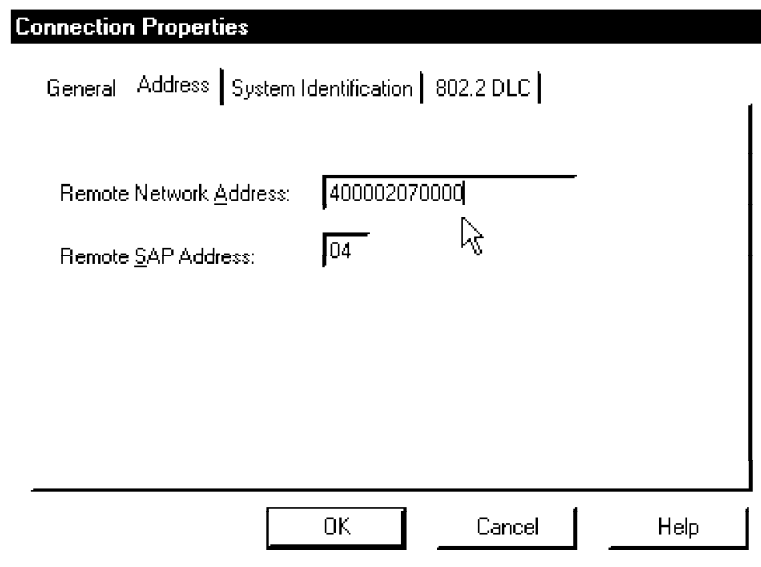 Connection Properties
General Address System Identification 802.2 DLC
Remote Network Address: 400002070000
Remote SAP Address: 04
OK Cancel Help